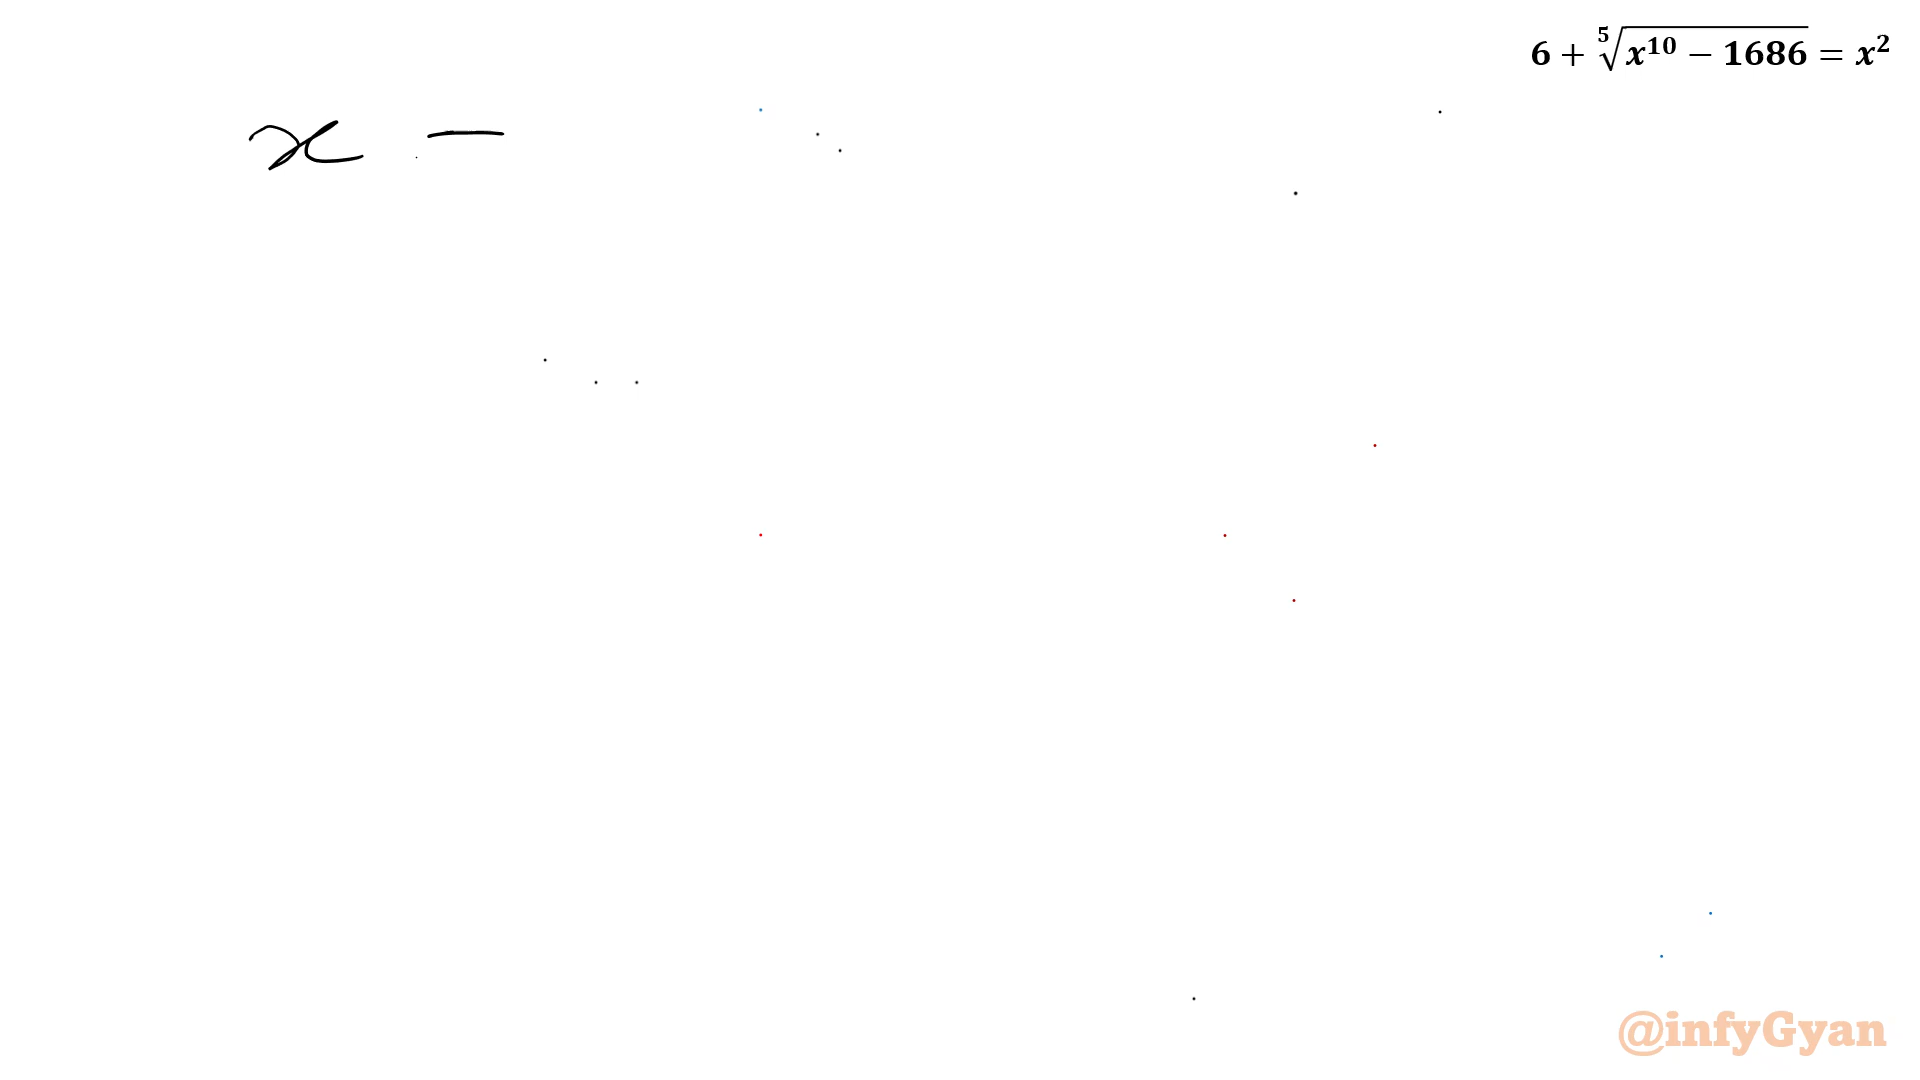 6 + ⁵√(x¹⁰ − 1686) = x²
x −
@infyGyan